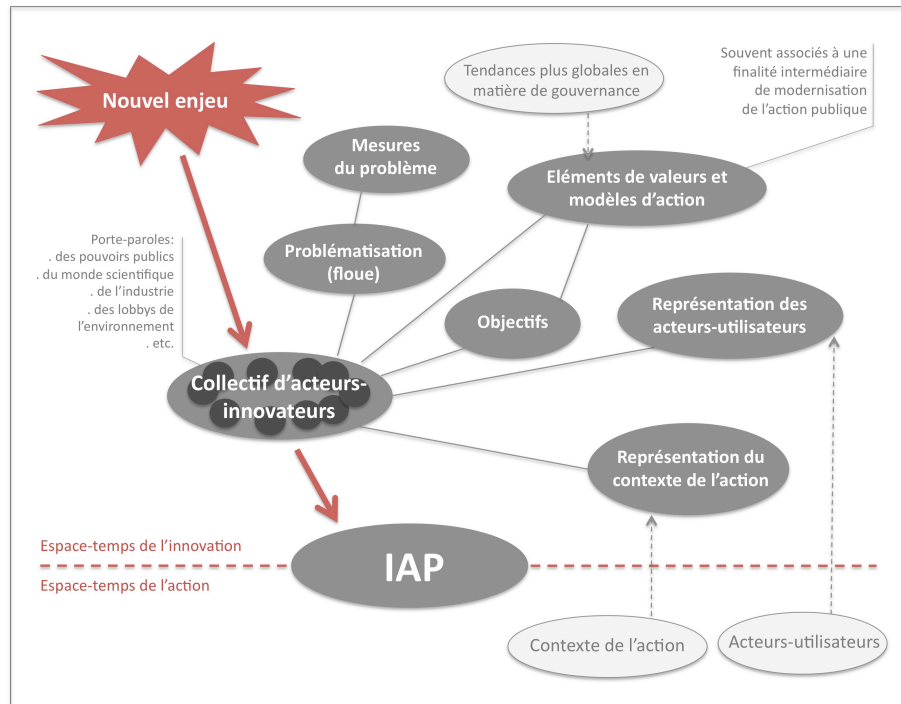 Nouvel enjeu
Tendances plus globales en
matière de gouvernance
Souvent associés à une
finalité intermédiaire
de modernisation
de l'action publique
Mesures
du problème
Eléments de valeurs et
modèles d'action
Porte-paroles:
. des pouvoirs publics
. du monde scientifique
. de l'industrie
. des lobbys de
l'environnement
. etc.
Problématisation
(floue)
Objectifs
Représentation des
acteurs-utilisateurs
Collectif d'acteurs-
innovateurs
Représentation du
contexte de l'action
Espace-temps de l'innovation
IAP
Espace-temps de l'action
Contexte de l'action
Acteurs-utilisateurs